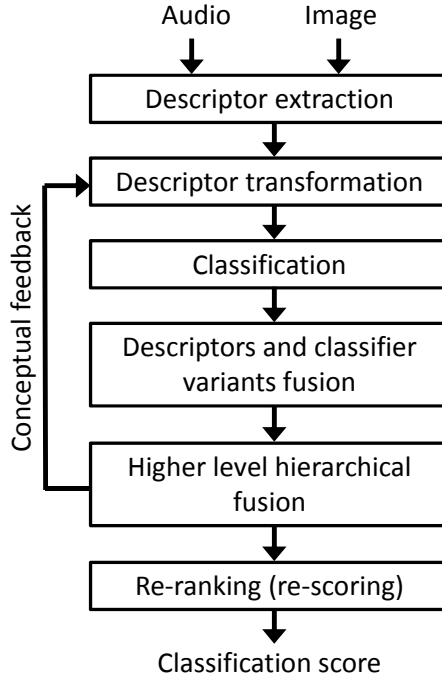 Audio
Image
Descriptor extraction
Descriptor transformation
Classification
Descriptors and classifier
variants fusion
Higher level hierarchical
fusion
Re-ranking (re-scoring)
Classification score
Conceptual feedback